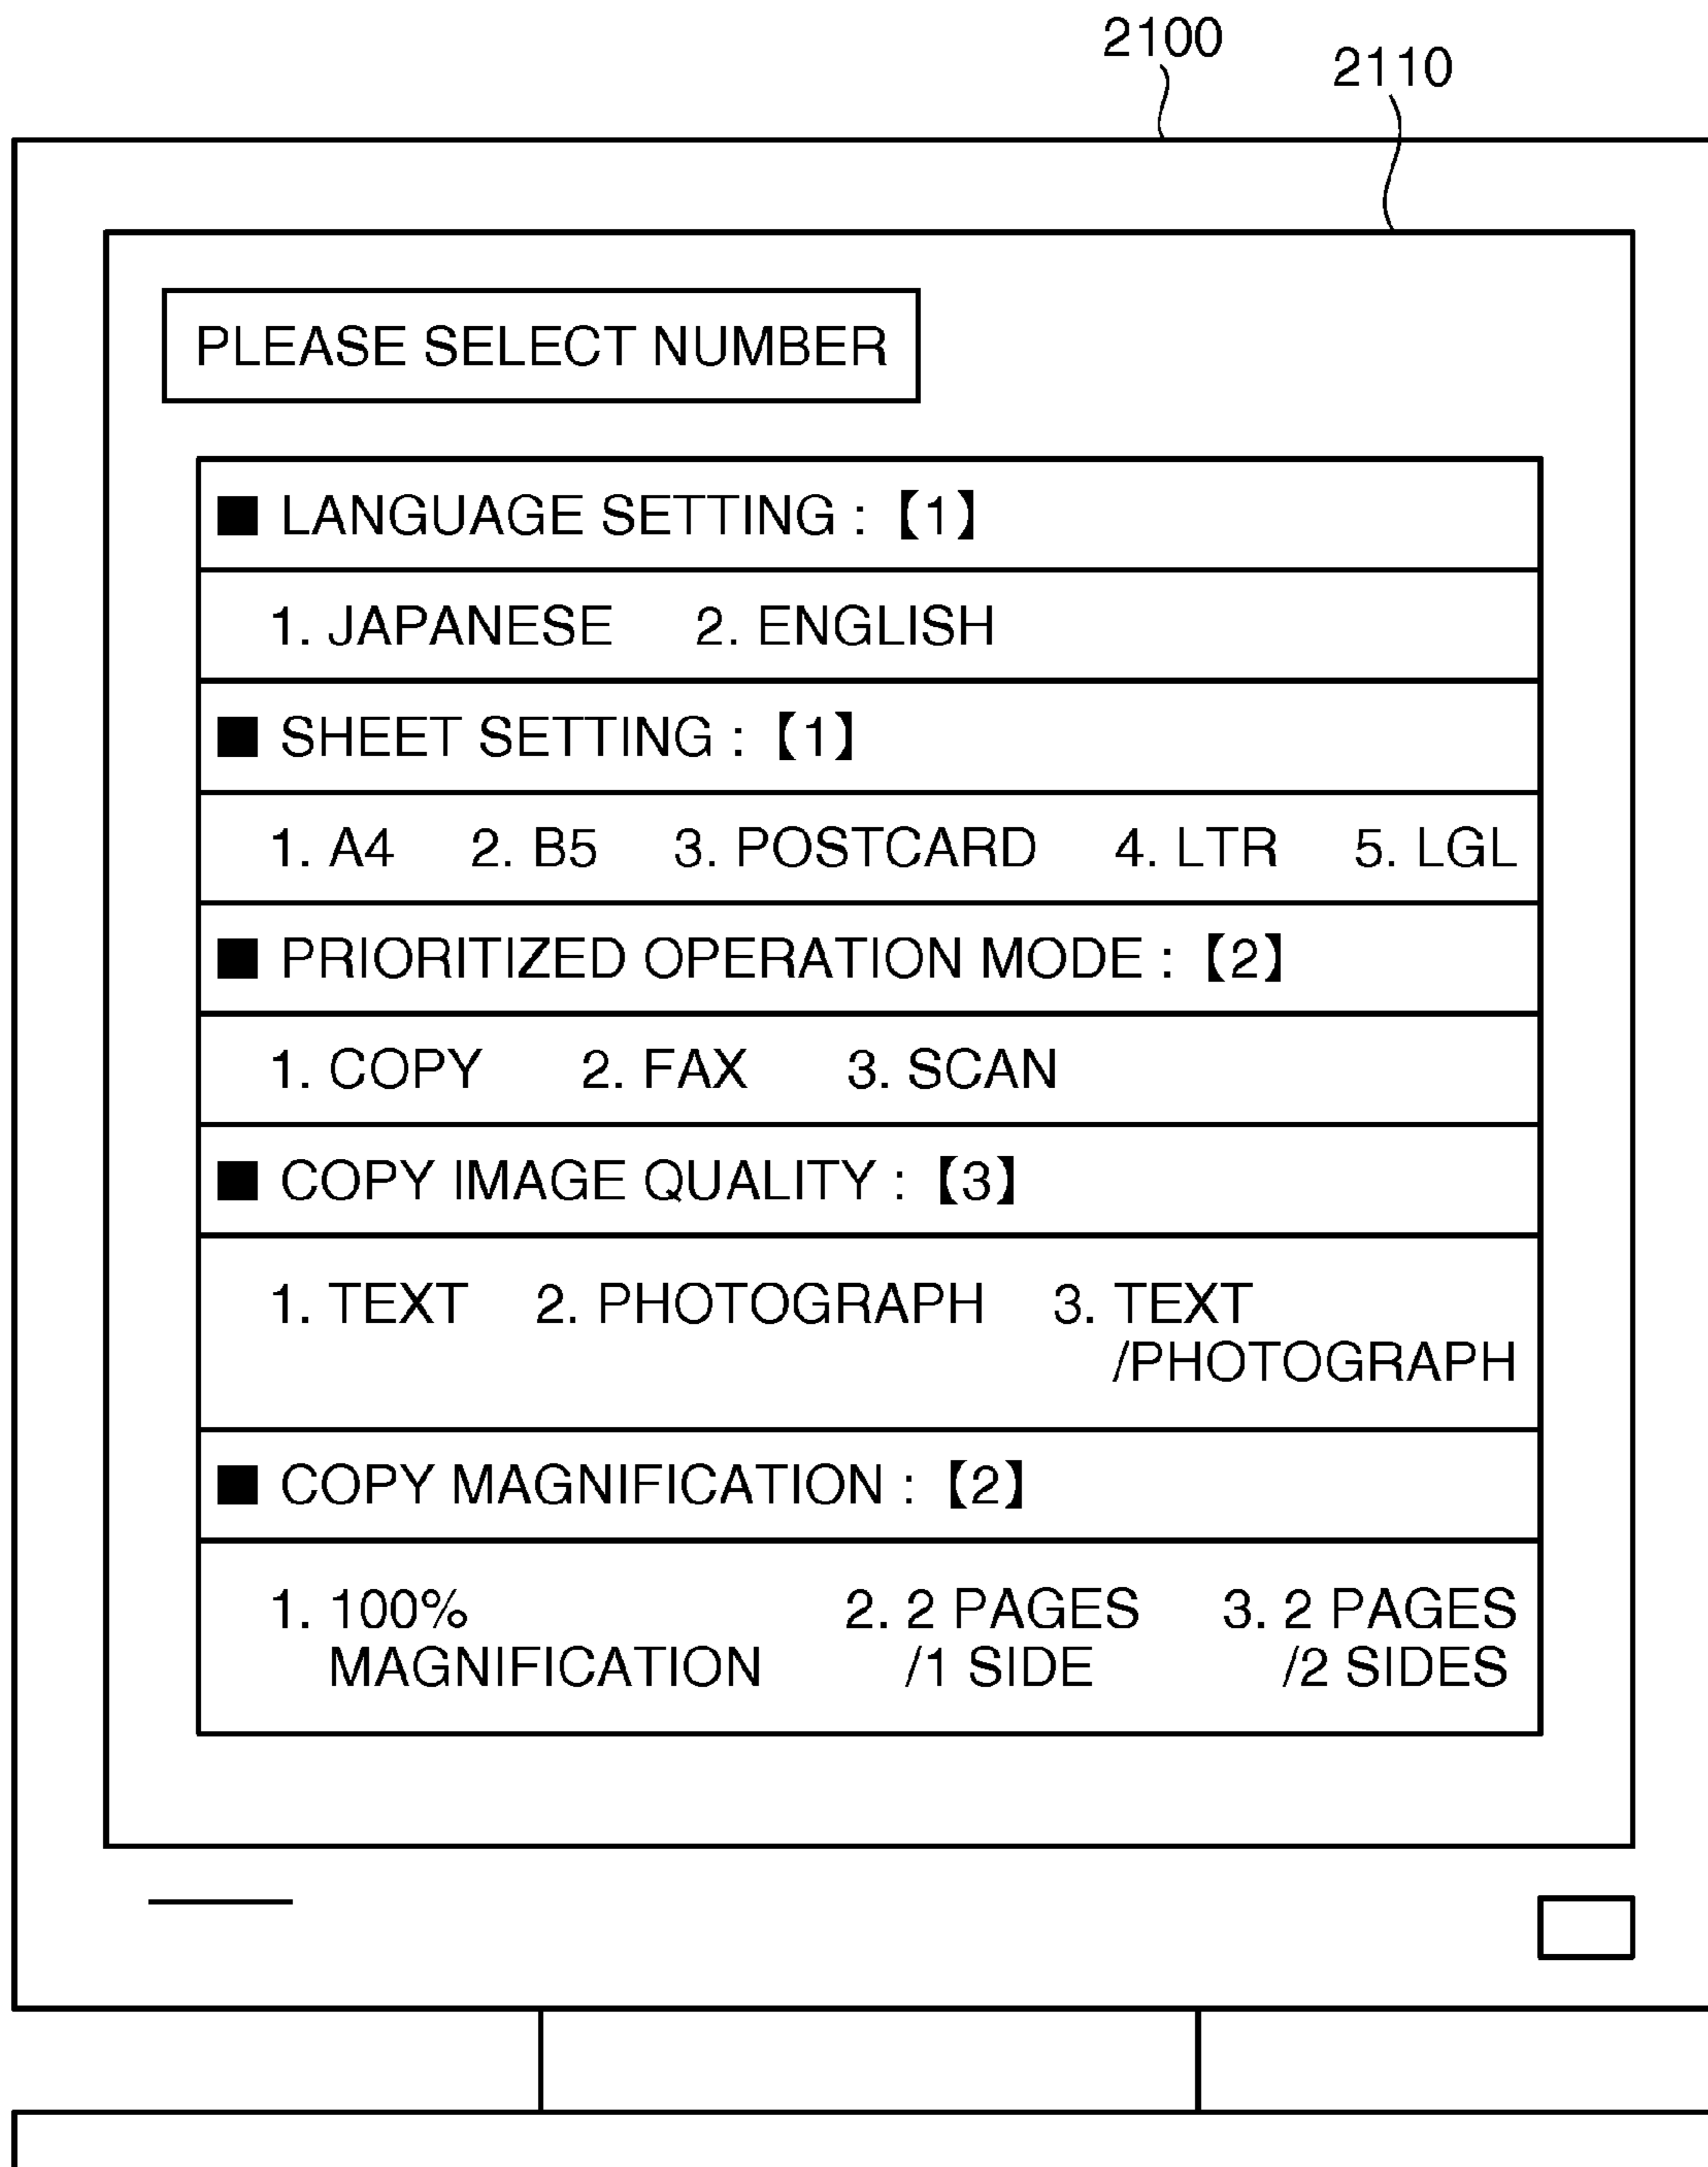 2100
2110
PLEASE SELECT NUMBER
■ LANGUAGE SETTING : 【1】
1. JAPANESE 2. ENGLISH
■ SHEET SETTING : 【1】
1. A4 2. B5 3. POSTCARD 4. LTR 5. LGL
■ PRIORITIZED OPERATION MODE : 【2】
1. COPY 2. FAX 3. SCAN
■ COPY IMAGE QUALITY : 【3】
1. TEXT 2. PHOTOGRAPH 3. TEXT
/PHOTOGRAPH
■ COPY MAGNIFICATION : 【2】
1. 100% 2. 2 PAGES 3. 2 PAGES
MAGNIFICATION /1 SIDE /2 SIDES